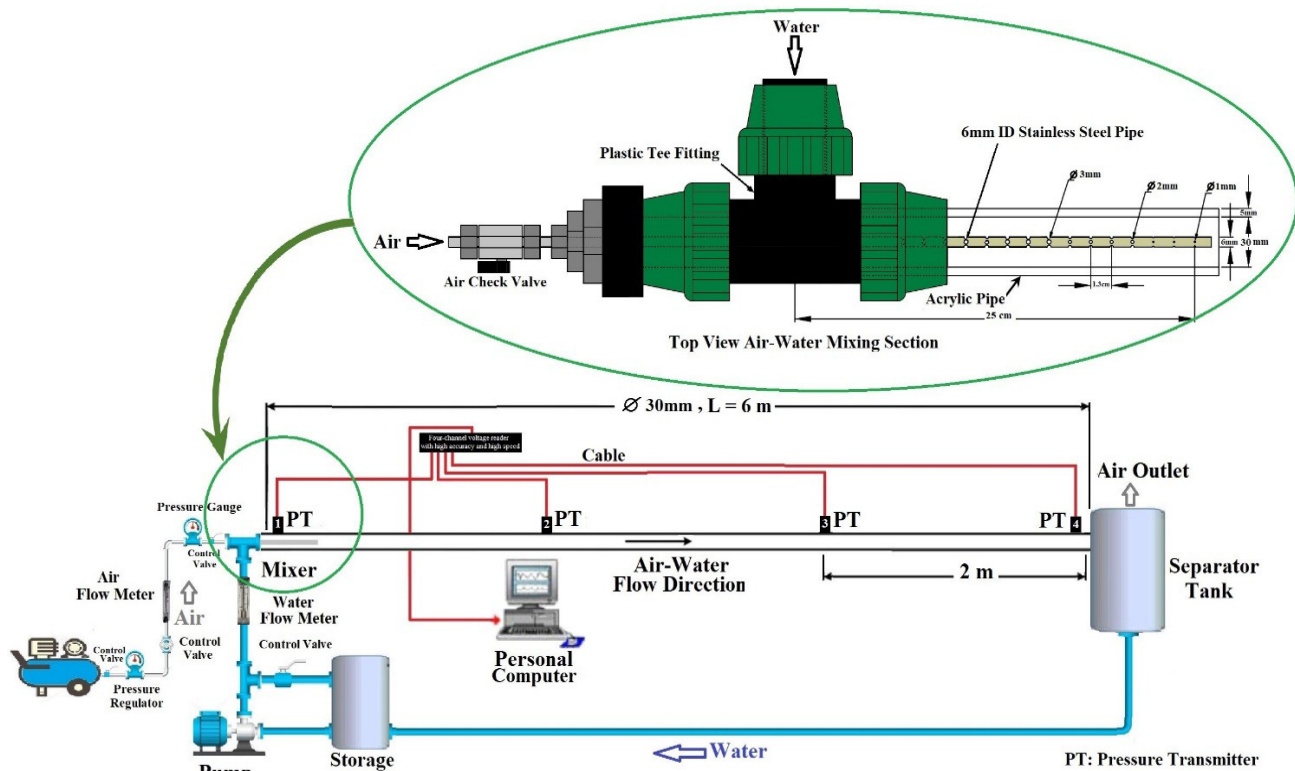 Water
6mm ID Stainless Steel Pipe
Plastic Tee Fitting
Ø3mm
Ø2mm
Ø1mm
5mm
6mm
30 mm
Air
Air Check Valve
Acrylic Pipe
1.3cm
25 cm
Top View Air-Water Mixing Section
Ø 30mm , L = 6 m
Four-channel voltage reader
with high accuracy and high speed
Cable
Air Outlet
Pressure Gauge
1
PT
2
PT
3
PT
PT
4
Control
Valve
Mixer
Air-Water
Flow Direction
2 m
Separator
Tank
Air
Flow Meter
Air
Water
Flow Meter
Control
Valve
Control
Valve
Control Valve
Personal
Computer
Pressure
Regulator
Storage
Water
Pump
PT: Pressure Transmitter